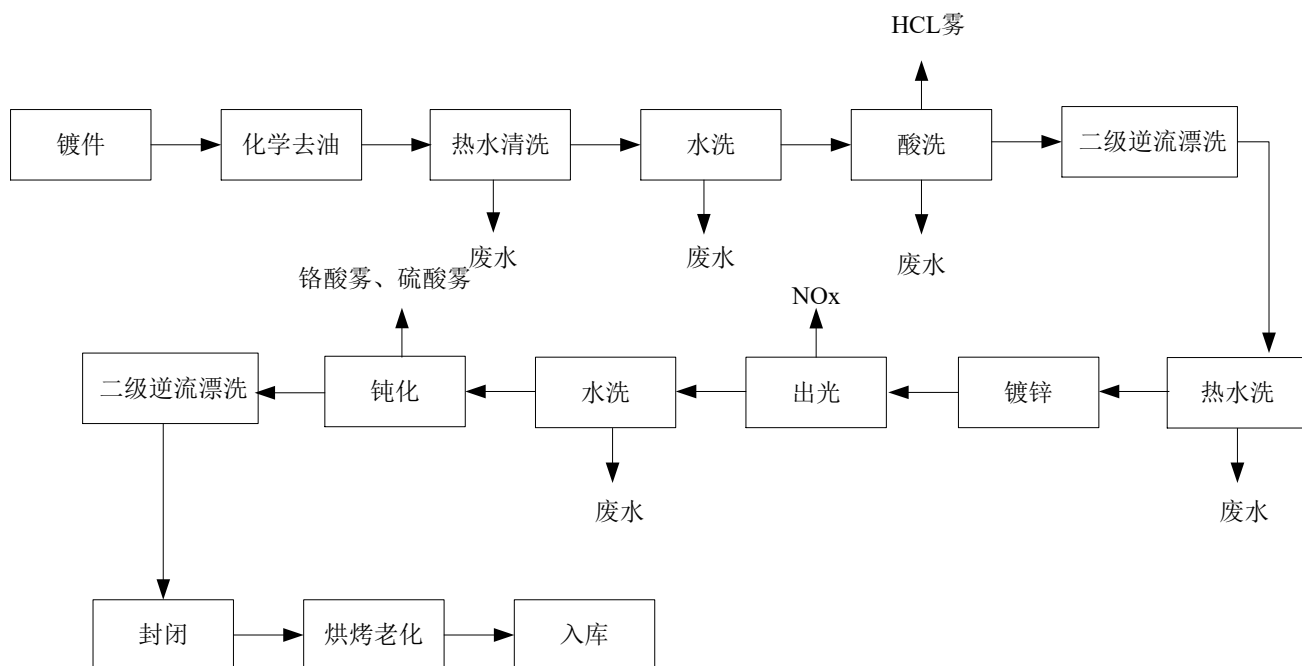 HCL雾
镀件
化学去油
热水清洗
水洗
酸洗
二级逆流漂洗
废水
废水
废水
铬酸雾、硫酸雾
NOx
二级逆流漂洗
钝化
水洗
出光
镀锌
热水洗
废水
废水
封闭
烘烤老化
入库